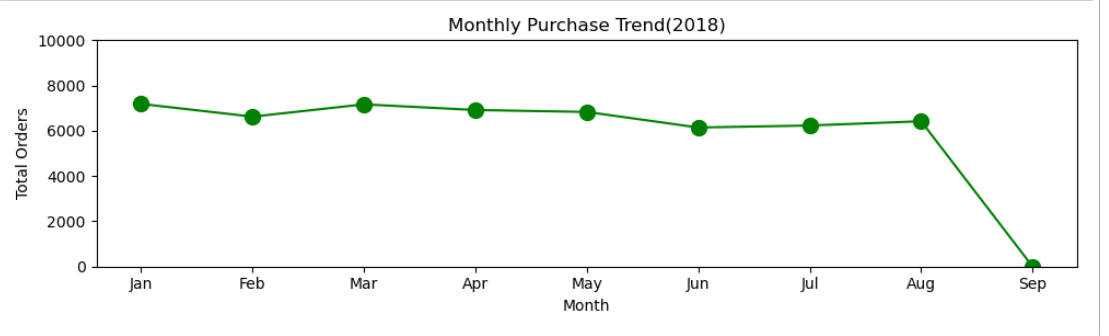 Monthly Purchase Trend(2018)
10000
8000
6000
4000
2000
0
Total Orders
Jan Feb Mar Apr May Jun Jul Aug Sep
Month